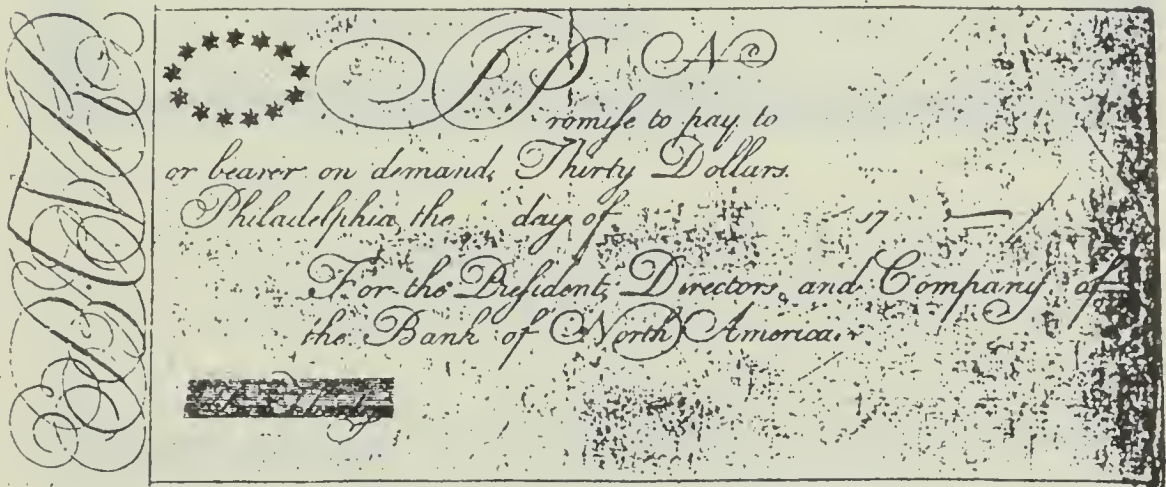 No
I Promise to pay to
or bearer on demand, Thirty Dollars.
Philadelphia, the day of 17
For the President, Directors, and Company of
the Bank of North America.